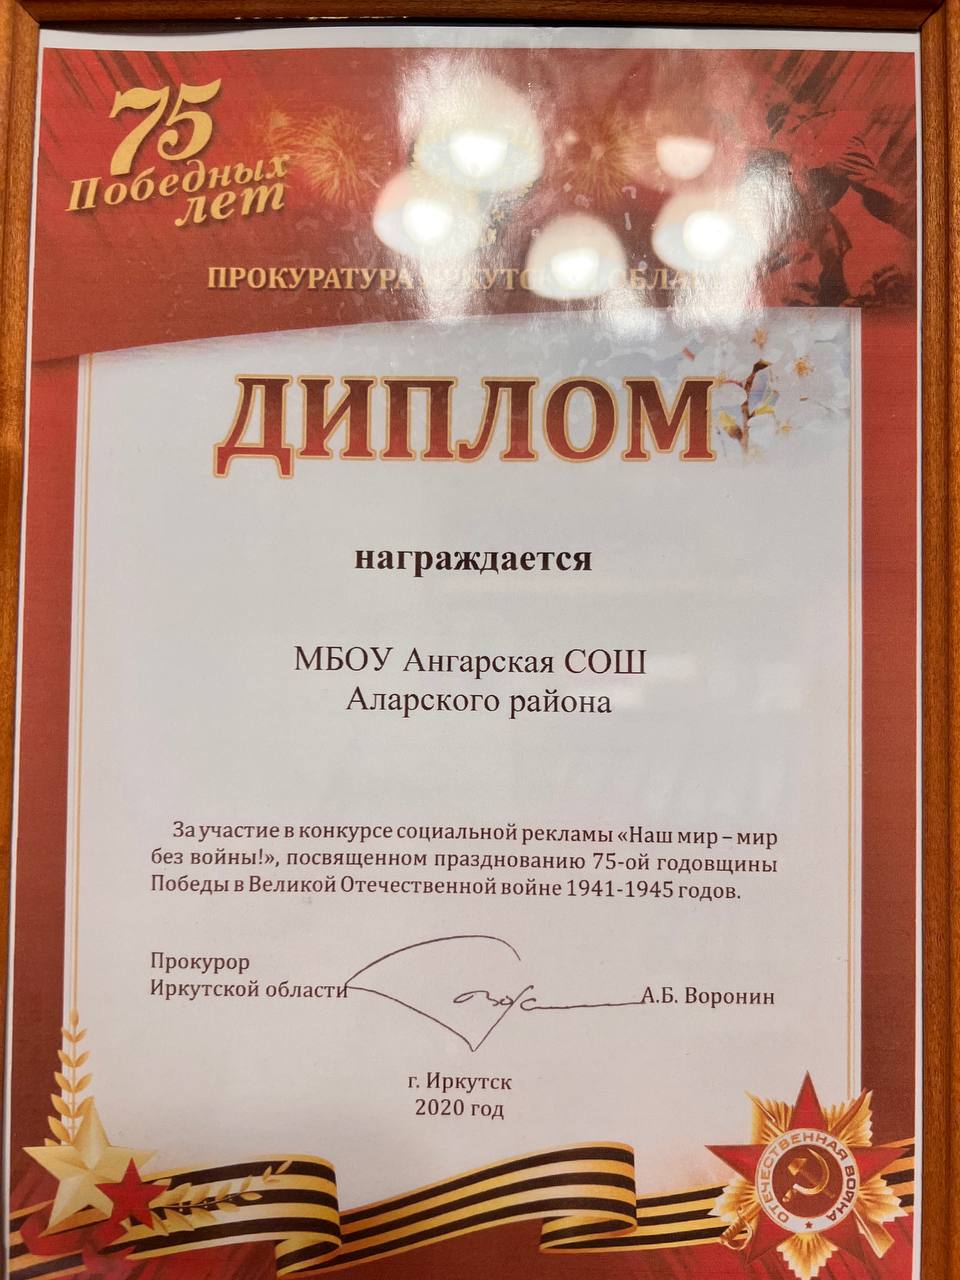 75
Победных
лет
ПРОКУРАТУРА ИРКУТСКОЙ ОБЛАСТИ
ДИПЛОМ
награждается
МБОУ Ангарская СОШ
Аларского района
За участие в конкурсе социальной рекламы «Наш мир – мир
без войны!», посвященном празднованию 75-ой годовщины
Победы в Великой Отечественной войне 1941-1945 годов.
Прокурор
Иркутской области
А.Б. Воронин
г. Иркутск
2020 год
ОТЕЧЕСТВЕННАЯ ВОЙНА